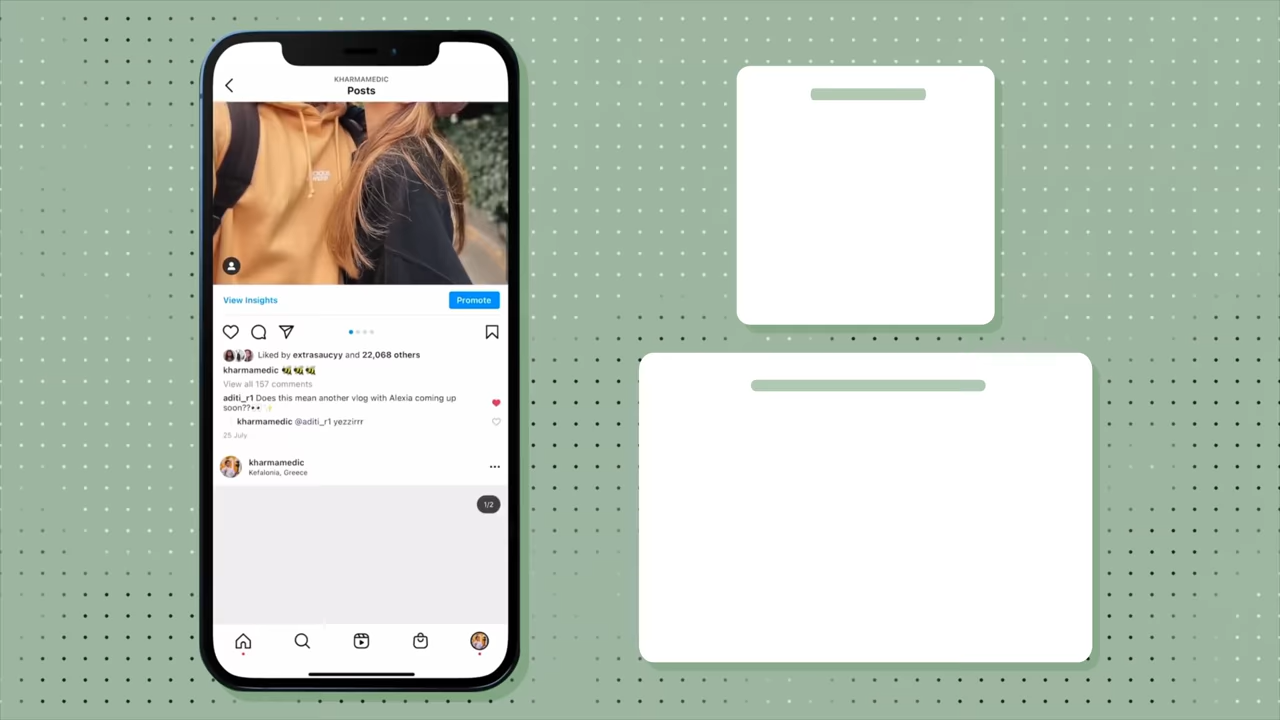 KHARMAMEDIC
Posts
View Insights
Promote
Liked by extrasaucyy and 22,068 others
kharmamedic 🐝🐝🐝
View all 157 comments
aditi_r1 Does this mean another vlog with Alexia coming up
soon??👀 ✨
kharmamedic @aditi_r1 yezzirrr
25 July
kharmamedic
Kefalonia, Greece
1/2